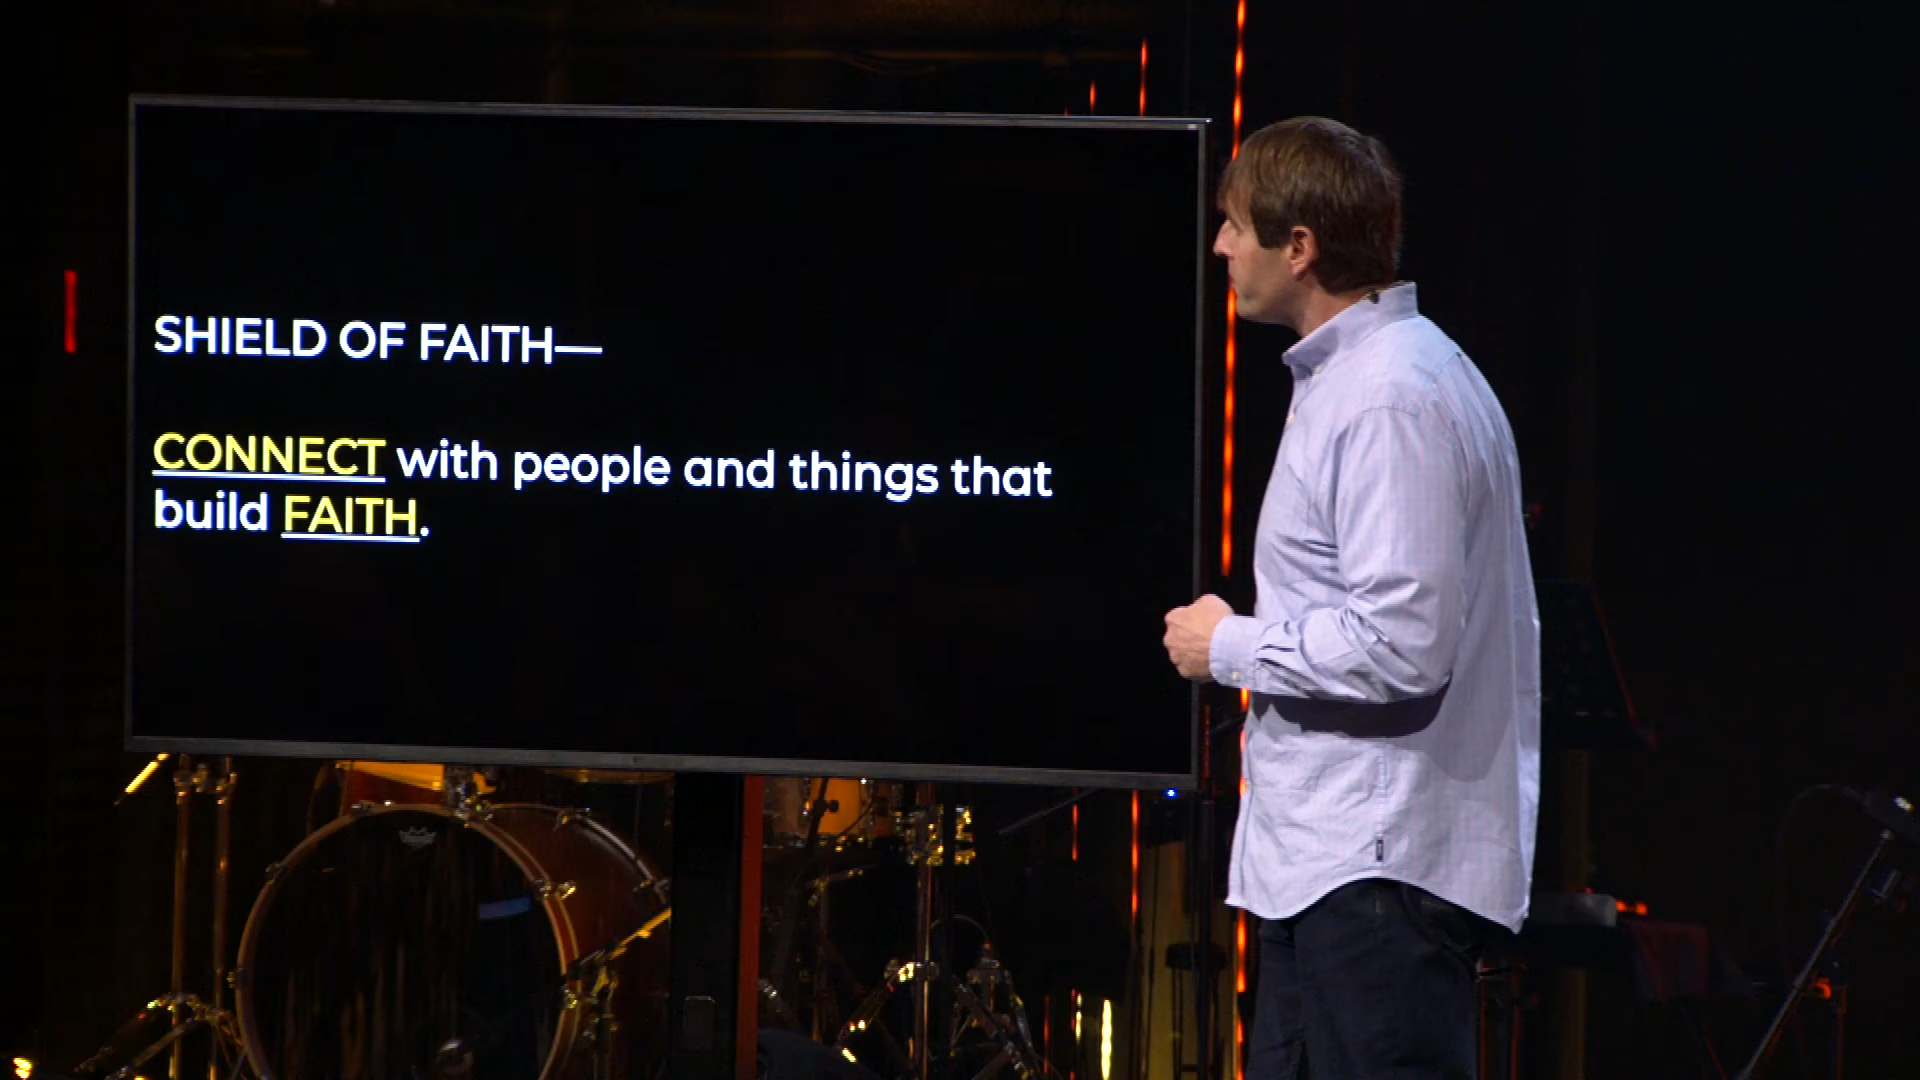 SHIELD OF FAITH—
CONNECT with people and things that
build FAITH.